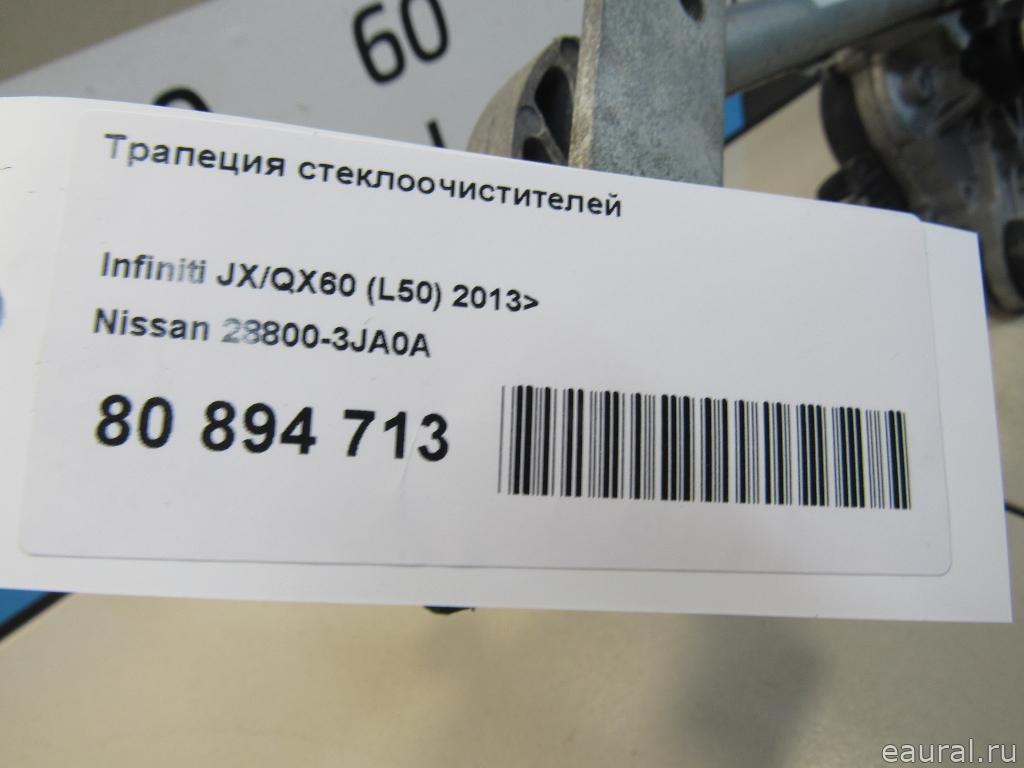 60
Трапеция стеклоочистителей
Infiniti JX/QX60 (L50) 2013>
Nissan 28800-3JA0A
80 894 713
eaural.ru